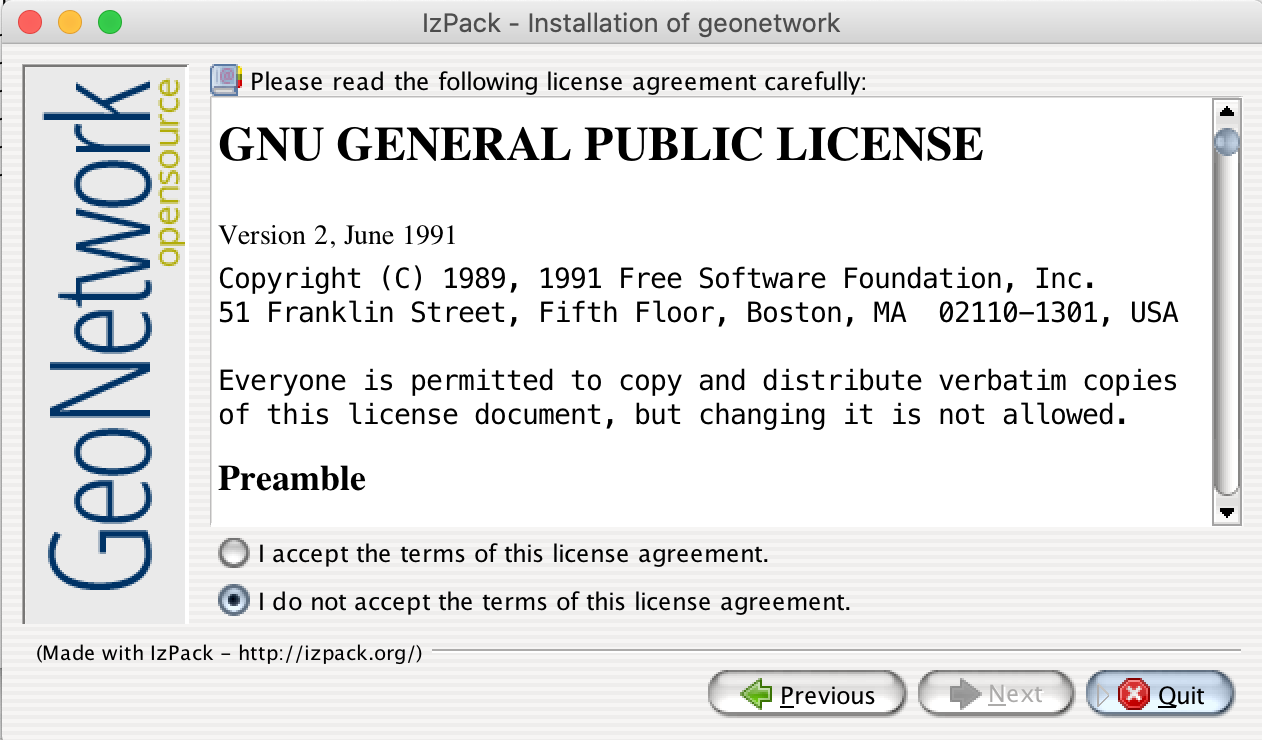 IzPack - Installation of geonetwork
GeoNetwork
opensource
Please read the following license agreement carefully:
GNU GENERAL PUBLIC LICENSE
Version 2, June 1991
Copyright (C) 1989, 1991 Free Software Foundation, Inc.
51 Franklin Street, Fifth Floor, Boston, MA  02110-1301, USA
Everyone is permitted to copy and distribute verbatim copies
of this license document, but changing it is not allowed.
Preamble
I accept the terms of this license agreement.
I do not accept the terms of this license agreement.
(Made with IzPack - http://izpack.org/)
Previous
Next
Quit